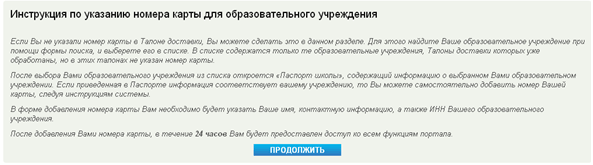 Инструкция по указанию номера карты для образовательного учреждения
Если Вы не указали номер карты в Талоне доставки, Вы можете сделать это в данном разделе. Для этого найдите Ваше образовательное учреждение при
помощи формы поиска, и выберете его в списке. В списке содержатся только те образовательные учреждения, Талоны доставки которых уже
обработаны, но в этих талонах не указан номер карты.
После выбора Вами образовательного учреждения из списка откроется «Паспорт школы», содержащий информацию о выбранном Вами образовательном
учреждении. Если приведенная в Паспорте информация соответствует вашему учреждению, то Вы можете самостоятельно добавить номер Вашей
карты, следуя инструкциям системы.
В форме добавления номера карты Вам необходимо будет указать Ваше имя, контактную информацию, а также ИНН Вашего образовательного
учреждения.
После добавления Вами номера карты, в течение 24 часов Вам будет предоставлен доступ ко всем функциям портала.
ПРОДОЛЖИТЬ